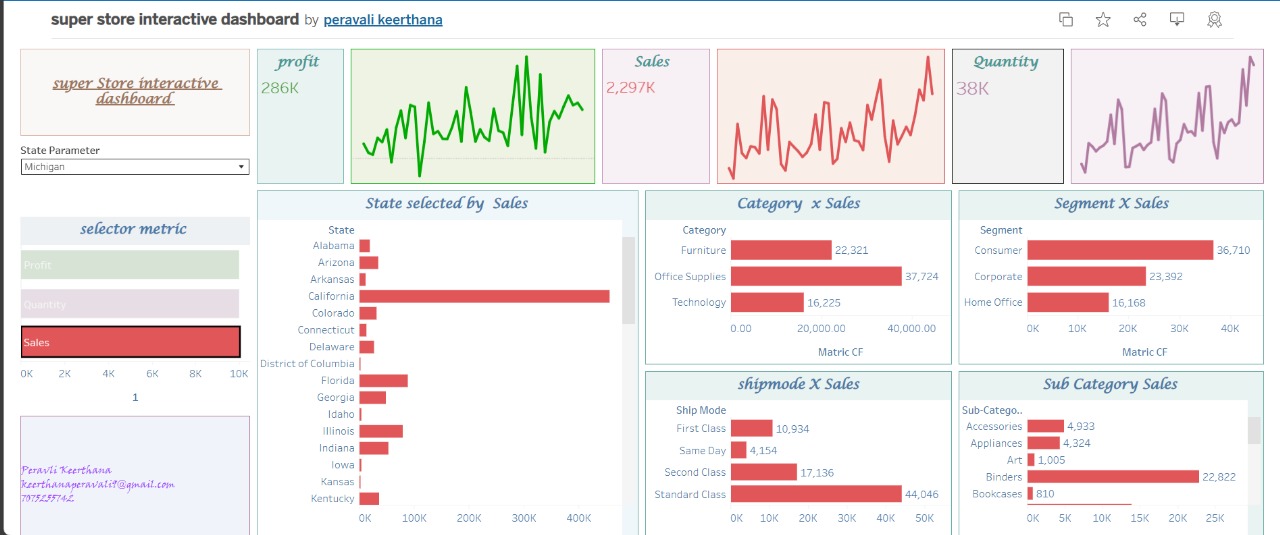 super store interactive dashboard by peravali keerthana
super Store interactive
dashboard
profit
286K
Sales
2,297K
Quantity
38K
State Parameter
Michigan
selector metric
Profit
Quantity
Sales
0K 2K 4K 6K 8K 10K
1
Peravli Keerthana
keerthanaperavali9@gmail.com
7075255742
State selected by Sales
State
Alabama
Arizona
Arkansas
California
Colorado
Connecticut
Delaware
District of Columbia
Florida
Georgia
Idaho
Illinois
Indiana
Iowa
Kansas
Kentucky
0K 100K 200K 300K 400K
Category x Sales
Category
Furniture 22,321
Office Supplies 37,724
Technology 16,225
0.00 20,000.00 40,000.00
Matric CF
Segment X Sales
Segment
Consumer 36,710
Corporate 23,392
Home Office 16,168
0K 10K 20K 30K 40K
Matric CF
shipmode X Sales
Ship Mode
First Class 10,934
Same Day 4,154
Second Class 17,136
Standard Class 44,046
0K 10K 20K 30K 40K 50K
Sub Category Sales
Sub-Catego..
Accessories 4,933
Appliances 4,324
Art 1,005
Binders 22,822
Bookcases 810
0K 5K 10K 15K 20K 25K